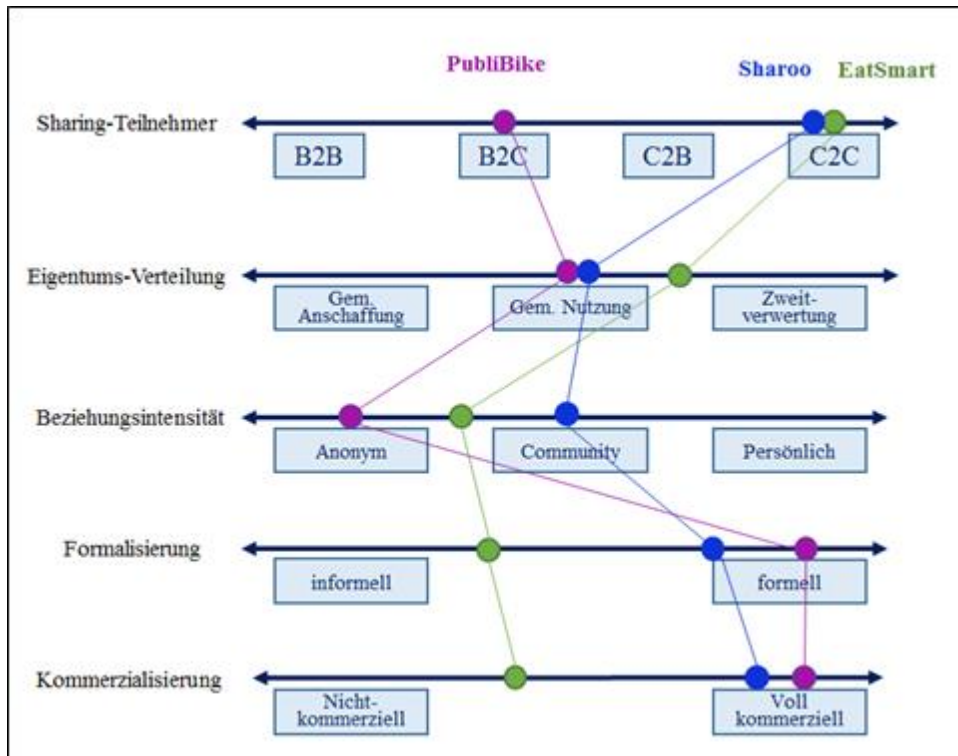 PubliBike Sharoo EatSmart
Sharing-Teilnehmer
B2B B2C C2B C2C
Eigentums-Verteilung
Gem. Anschaffung Gem. Nutzung Zweit-verwertung
Beziehungsintensität
Anonym Community Persönlich
Formalisierung
informell formell
Kommerzialisierung
Nicht-kommerziell Voll kommerziell